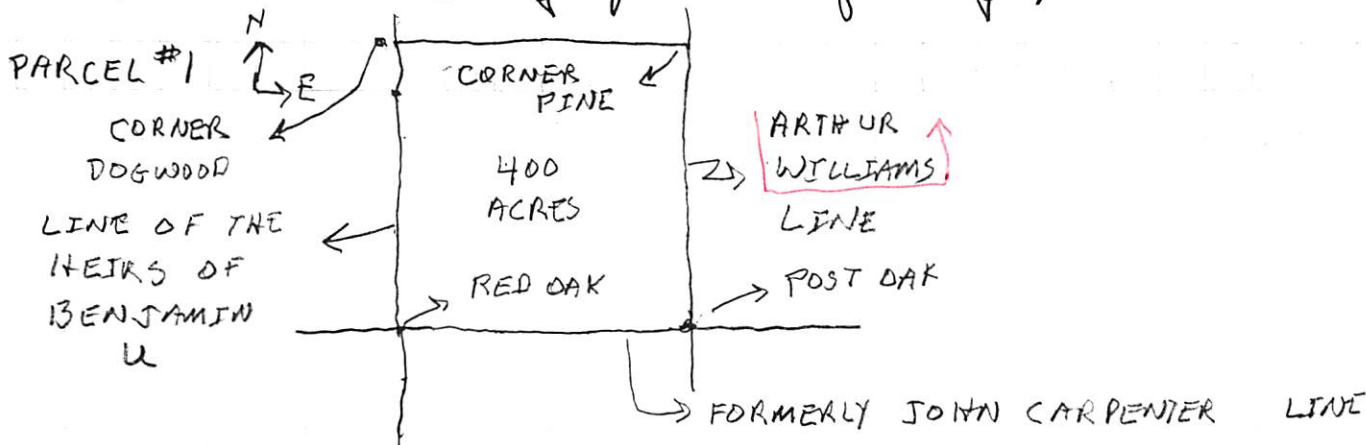 N
PARCEL #1
E
CORNER
PINE
CORNER
DOGWOOD
400
ACRES
ARTHUR
WILLIAMS
LINE
LINE OF THE
HEIRS OF
BENJAMIN
U
RED OAK
POST OAK
FORMERLY JOHN CARPENTER LINE